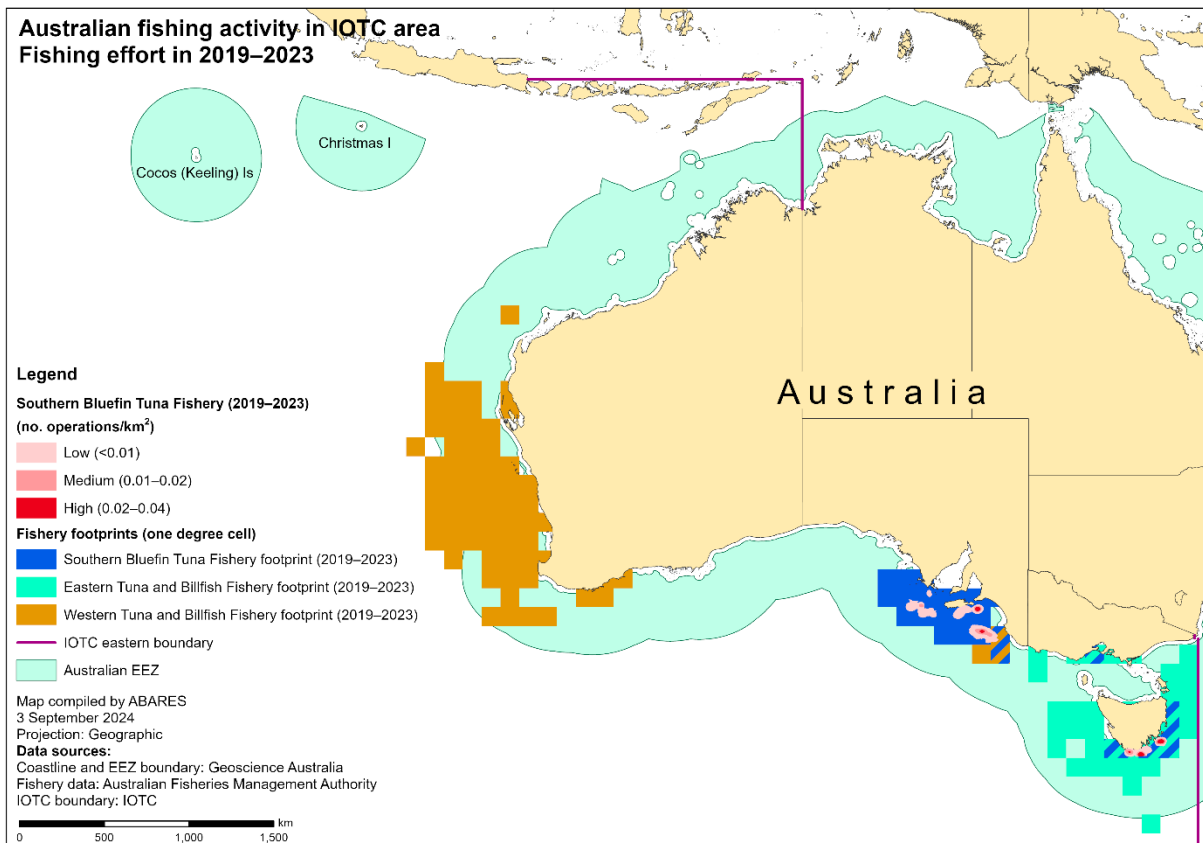 Australian fishing activity in IOTC area
Fishing effort in 2019–2023
Cocos (Keeling) Is
Christmas I
Australia
Legend
Southern Bluefin Tuna Fishery (2019–2023)
(no. operations/km²)
Low (<0.01)
Medium (0.01–0.02)
High (0.02–0.04)
Fishery footprints (one degree cell)
Southern Bluefin Tuna Fishery footprint (2019–2023)
Eastern Tuna and Billfish Fishery footprint (2019–2023)
Western Tuna and Billfish Fishery footprint (2019–2023)
IOTC eastern boundary
Australian EEZ
Map compiled by ABARES
3 September 2024
Projection: Geographic
Data sources:
Coastline and EEZ boundary: Geoscience Australia
Fishery data: Australian Fisheries Management Authority
IOTC boundary: IOTC
km
0 500 1,000 1,500